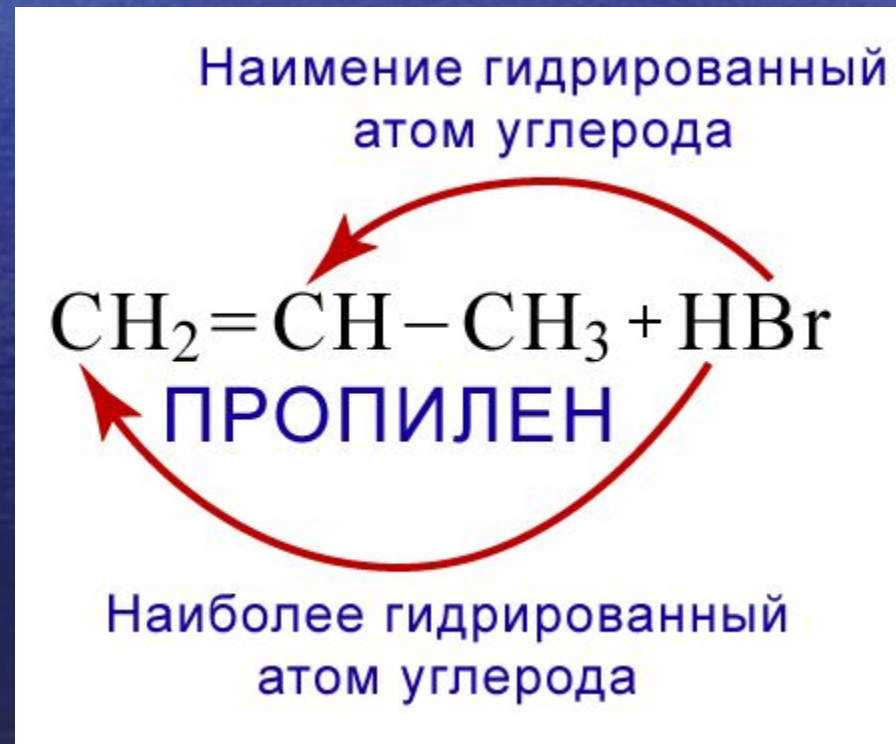 Наимение гидрированный
атом углерода
CH₂=CH–CH₃ + HBr
ПРОПИЛЕН
Наиболее гидрированный
атом углерода